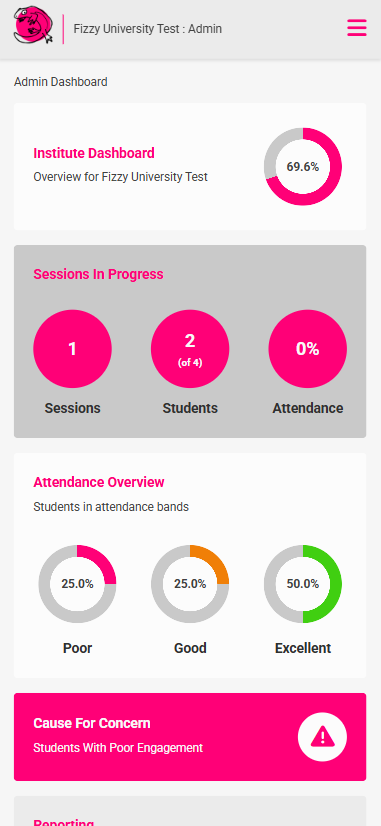 Fizzy University Test : Admin
Admin Dashboard
Institute Dashboard
Overview for Fizzy University Test
69.6%
Sessions In Progress
1
2
(of 4)
0%
Sessions
Students
Attendance
Attendance Overview
Students in attendance bands
25.0%
25.0%
50.0%
Poor
Good
Excellent
Cause For Concern
Students With Poor Engagement
Reporting